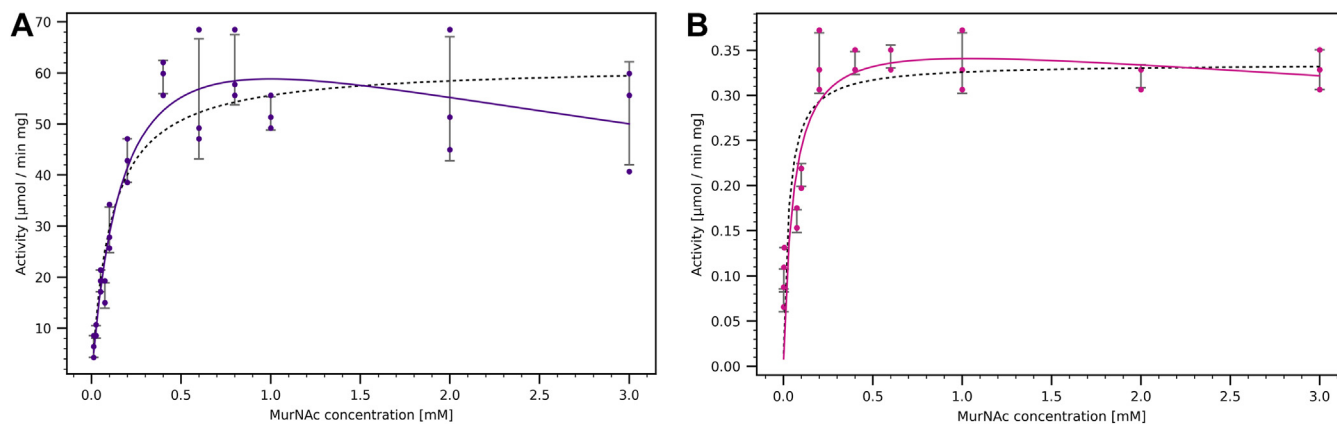 A
Activity [µmol / min mg]
70
60
50
40
30
20
10
0.0 0.5 1.0 1.5 2.0 2.5 3.0
MurNAc concentration [mM]
B
Activity [µmol / min mg]
0.35
0.30
0.25
0.20
0.15
0.10
0.05
0.00
0.0 0.5 1.0 1.5 2.0 2.5 3.0
MurNAc concentration [mM]